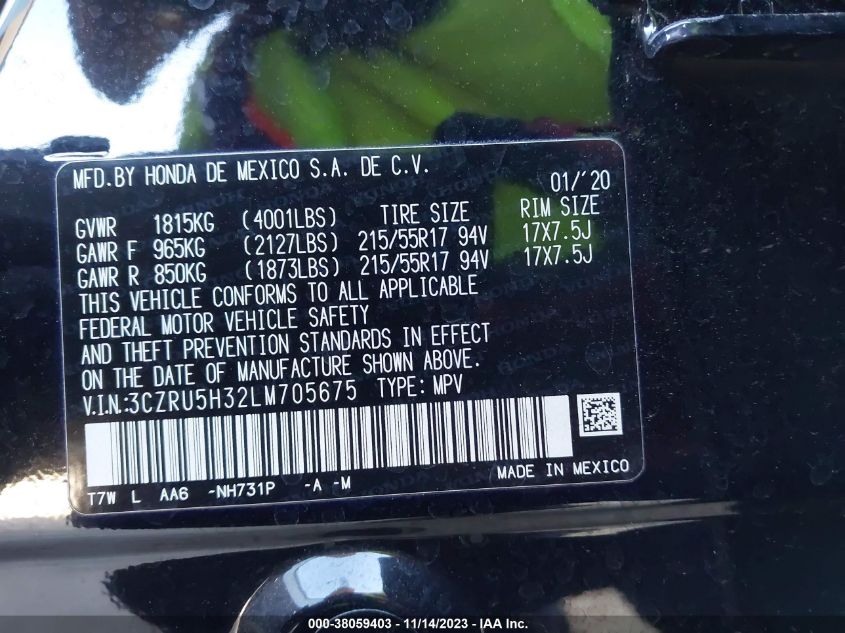 MFD.BY HONDA DE MEXICO S.A. DE C.V.
01/'20
GVWR 1815KG (4001LBS) TIRE SIZE RIM SIZE
GAWR F 965KG (2127LBS) 215/55R17 94V 17X7.5J
GAWR R 850KG (1873LBS) 215/55R17 94V 17X7.5J
THIS VEHICLE CONFORMS TO ALL APPLICABLE
FEDERAL MOTOR VEHICLE SAFETY
AND THEFT PREVENTION STANDARDS IN EFFECT
ON THE DATE OF MANUFACTURE SHOWN ABOVE.
V.I.N.:3CZRU5H32LM705675 TYPE: MPV
MADE IN MEXICO
T7W L AA6 -NH731P -A -M
000-38059403 - 11/14/2023 - IAA Inc.